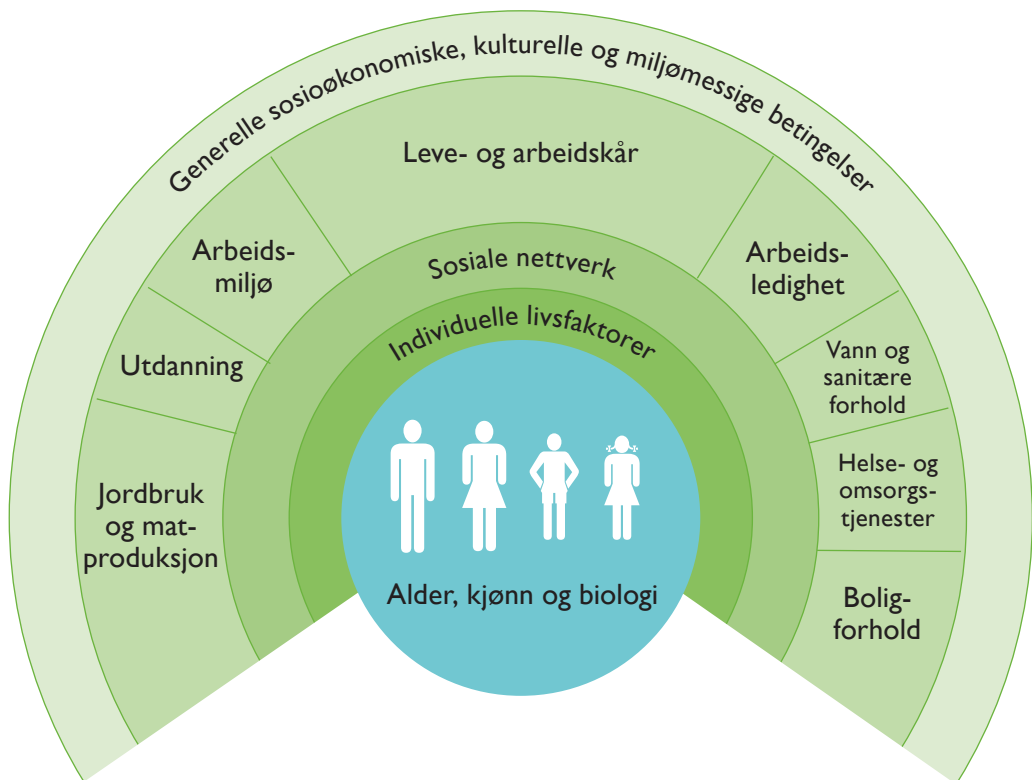 Generelle sosioøkonomiske, kulturelle og miljømessige betingelser
Leve- og arbeidskår
Arbeids-
miljø
Arbeids-
ledighet
Sosiale nettverk
Individuelle livsfaktorer
Utdanning
Vann og
sanitære
forhold
Jordbruk
og mat-
produksjon
Helse- og
omsorgs-
tjenester
Alder, kjønn og biologi
Bolig-
forhold